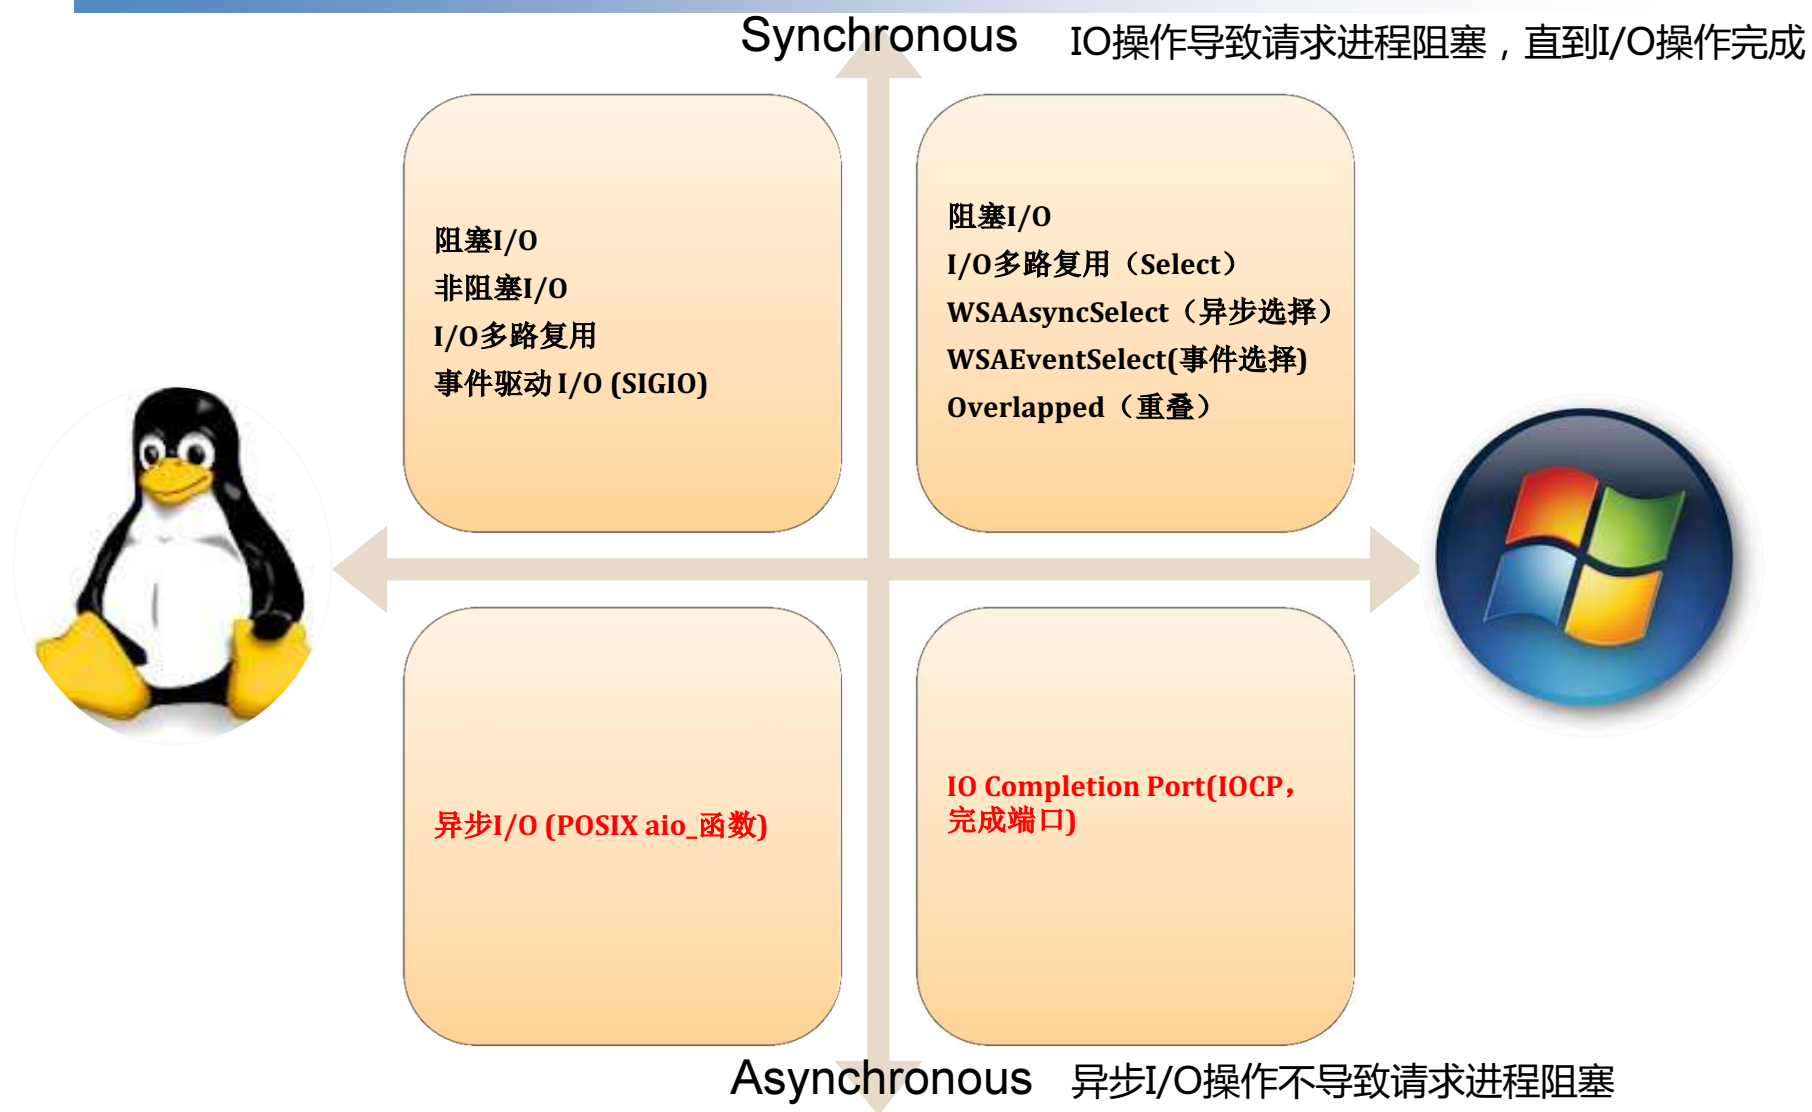 Synchronous
IO操作导致请求进程阻塞，直到I/O操作完成
阻塞I/O
非阻塞I/O
I/O多路复用
事件驱动 I/O (SIGIO)
阻塞I/O
I/O多路复用（Select）
WSAAsyncSelect（异步选择）
WSAEventSelect(事件选择)
Overlapped（重叠）
异步I/O (POSIX aio_函数)
IO Completion Port(IOCP，
完成端口)
Asynchronous
异步I/O操作不导致请求进程阻塞